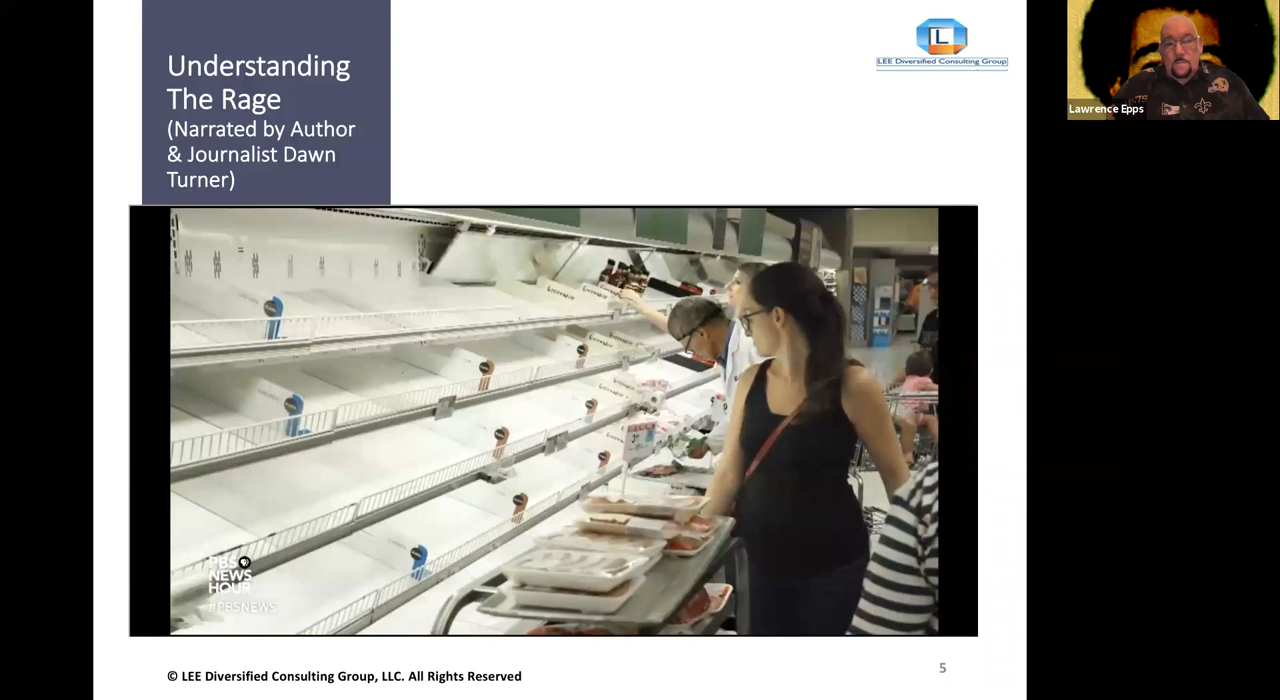 Understanding
The Rage
(Narrated by Author
& Journalist Dawn
Turner)
L
LEE Diversified Consulting Group
Lawrence Epps
PBS
NEWS
HOUR
#PBSNEWS
© LEE Diversified Consulting Group, LLC. All Rights Reserved
5